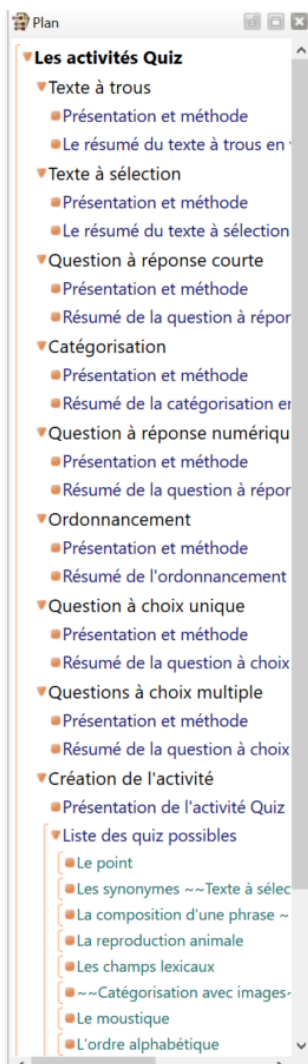 Plan
Les activités Quiz
Texte à trous
Présentation et méthode
Le résumé du texte à trous en
Texte à sélection
Présentation et méthode
Le résumé du texte à sélection
Question à réponse courte
Présentation et méthode
Résumé de la question à répor
Catégorisation
Présentation et méthode
Résumé de la catégorisation er
Question à réponse numériqu
Présentation et méthode
Résumé de la question à répor
Ordonnancement
Présentation et méthode
Résumé de l'ordonnancement
Question à choix unique
Présentation et méthode
Résumé de la question à choix
Questions à choix multiple
Présentation et méthode
Résumé de la question à choix
Création de l'activité
Présentation de l'activité Quiz
Liste des quiz possibles
Le point
Les synonymes ~~Texte à sélec
La composition d'une phrase ~
La reproduction animale
Les champs lexicaux
~~Catégorisation avec images~
Le moustique
L'ordre alphabétique